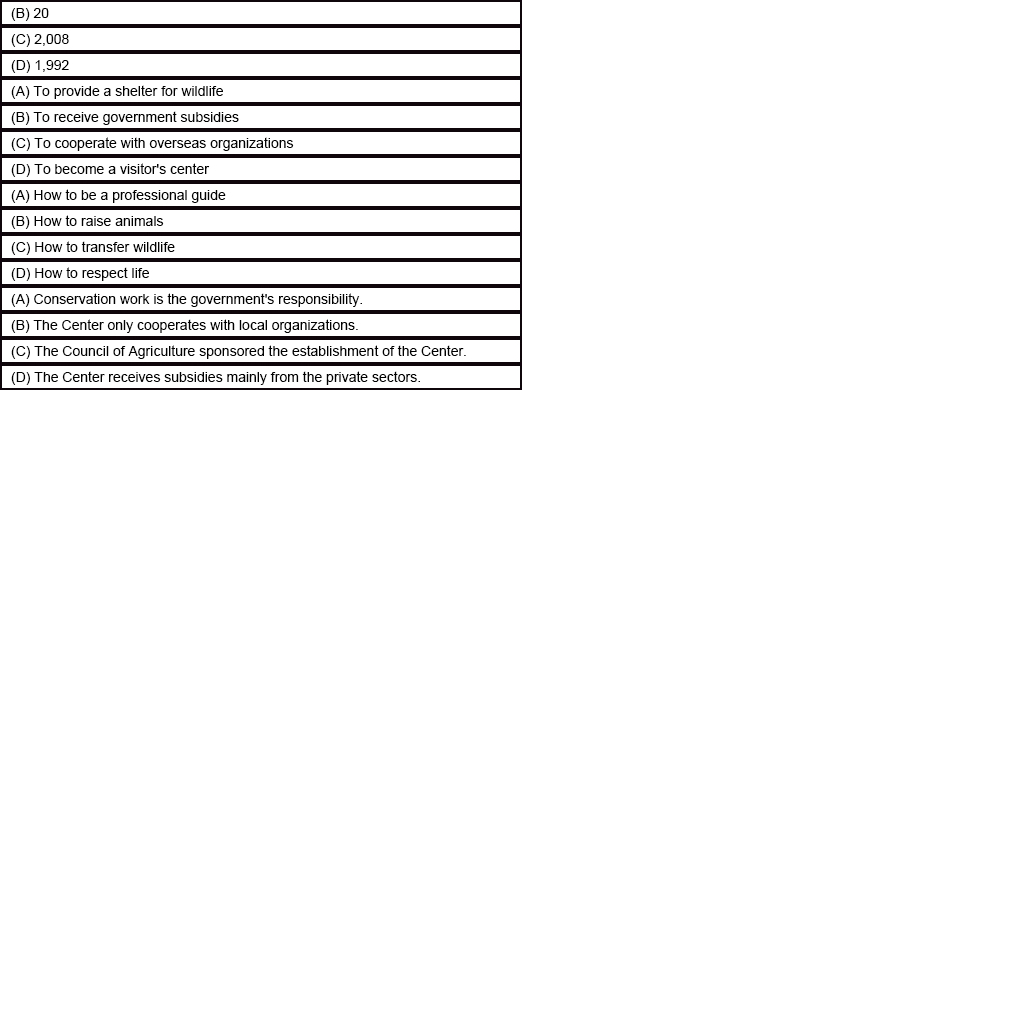 (B) 20
(C) 2,008
(D) 1,992
(A) To provide a shelter for wildlife
(B) To receive government subsidies
(C) To cooperate with overseas organizations
(D) To become a visitor's center
(A) How to be a professional guide
(B) How to raise animals
(C) How to transfer wildlife
(D) How to respect life
(A) Conservation work is the government's responsibility.
(B) The Center only cooperates with local organizations.
(C) The Council of Agriculture sponsored the establishment of the Center.
(D) The Center receives subsidies mainly from the private sectors.